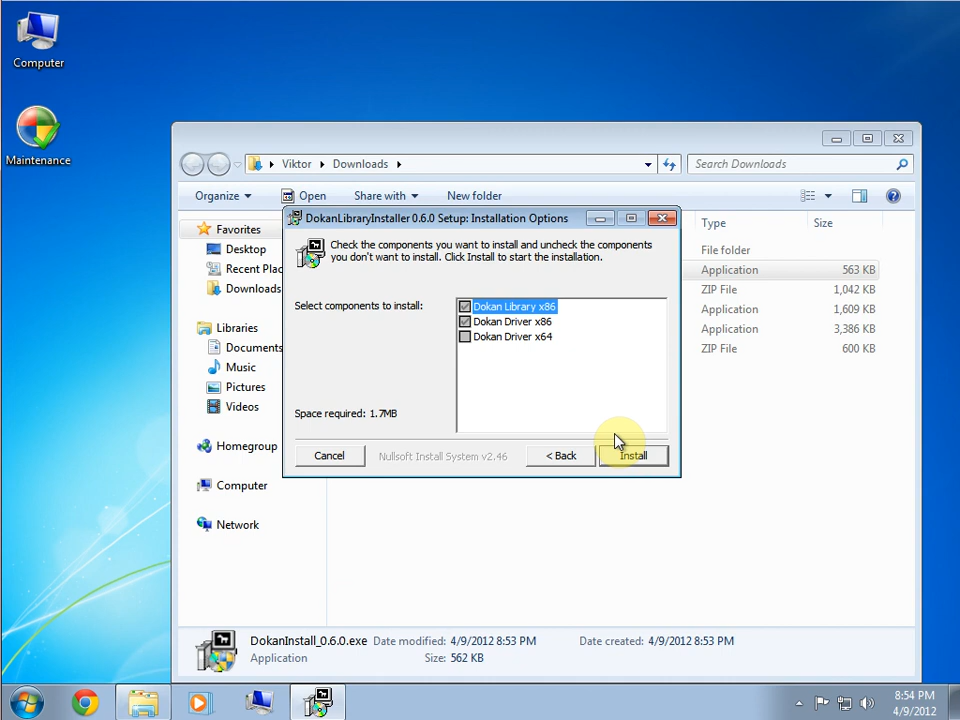 Computer
Maintenance
Viktor
Downloads
Search Downloads
Organize
Open
Share with
New folder
DokanLibraryInstaller 0.6.0 Setup: Installation Options
Check the components you want to install and uncheck the components
you don't want to install. Click Install to start the installation.
Select components to install:
Dokan Library x86
Dokan Driver x86
Dokan Driver x64
Space required: 1.7MB
Cancel
Nullsoft Install System v2.46
< Back
Install
Favorites
Desktop
Recent Plac
Downloads
Libraries
Documents
Music
Pictures
Videos
Homegroup
Computer
Network
Type
Size
File folder
Application 563 KB
ZIP File 1,042 KB
Application 1,609 KB
Application 3,386 KB
ZIP File 600 KB
DokanInstall_0.6.0.exe Date modified: 4/9/2012 8:53 PM Date created: 4/9/2012 8:53 PM
Application Size: 562 KB
8:54 PM
4/9/2012